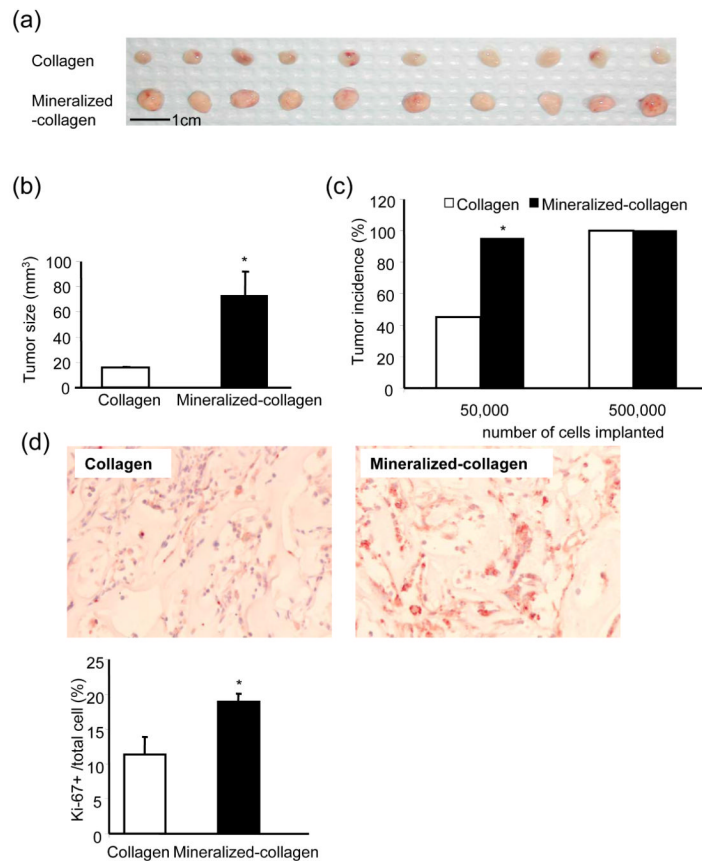 (a)
Collagen
Mineralized
-collagen
1cm
(b)
Tumor size (mm³)
100
80
60
40
20
0
*
Collagen
Mineralized-collagen
(c)
Tumor incidence (%)
120
100
80
60
40
20
0
Collagen
Mineralized-collagen
*
50,000
500,000
number of cells implanted
(d)
Collagen
Mineralized-collagen
Ki-67+ /total cell (%)
25
20
15
10
5
0
*
Collagen
Mineralized-collagen